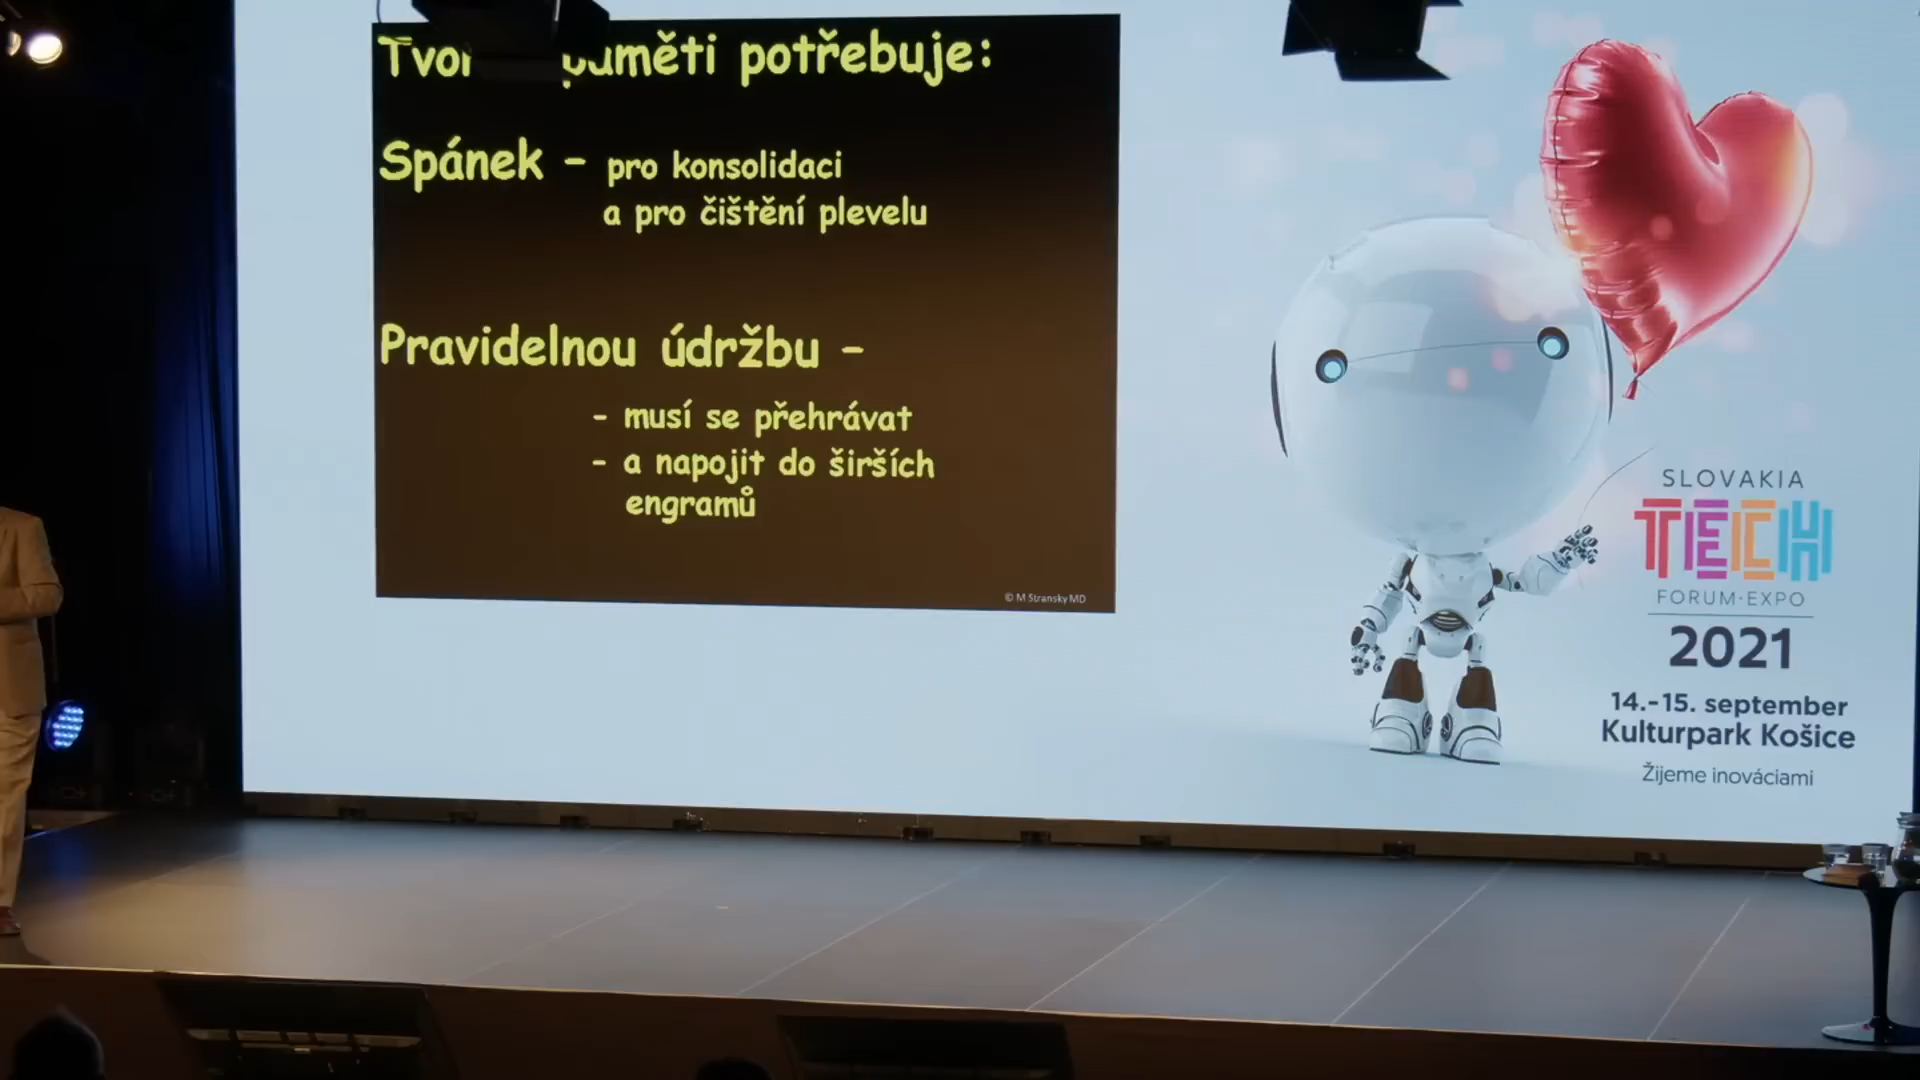 potřebuje:
Spánek - pro konsolidaci
a pro čištění plevelu
Pravidelnou údržbu -
- musí se přehrávat
- a napojit do širších
engramů
© M Stransky MD
SLOVAKIA
TECH
FORUM-EXPO
2021
14.-15. september
Kulturpark Košice
Žijeme inováciami